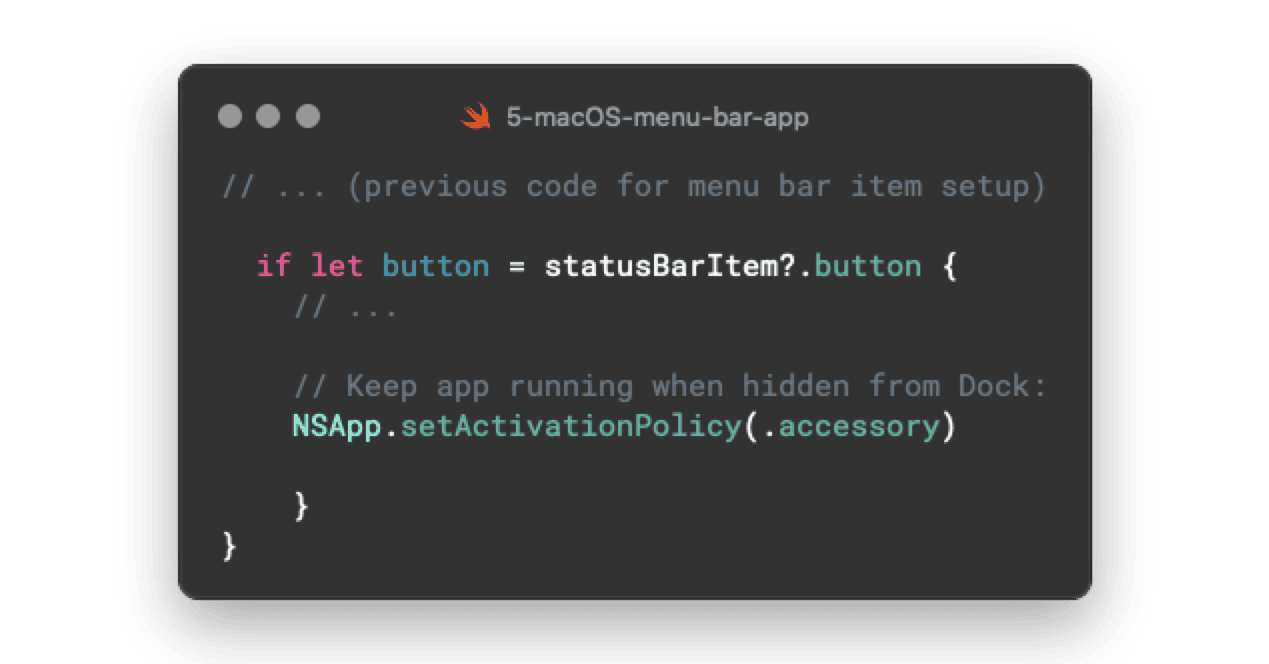 5-macOS-menu-bar-app
// ... (previous code for menu bar item setup)
if let button = statusBarItem?.button {
// ...
// Keep app running when hidden from Dock:
NSApp.setActivationPolicy(.accessory)
}
}